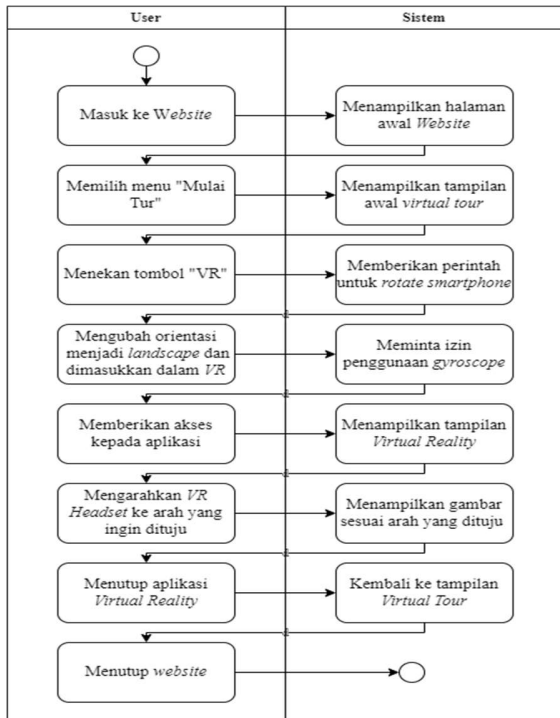 User
Sistem
Masuk ke Website
Menampilkan halaman
awal Website
Memilih menu "Mulai
Tur"
Menampilkan tampilan
awal virtual tour
Menekan tombol "VR"
Memberikan perintah
untuk rotate smartphone
Mengubah orientasi
menjadi landscape dan
dimasukkan dalam VR
Meminta izin
penggunaan gyroscope
Memberikan akses
kepada aplikasi
Menampilkan tampilan
Virtual Reality
Mengarahkan VR
Headset ke arah yang
ingin dituju
Menampilkan gambar
sesuai arah yang dituju
Menutup aplikasi
Virtual Reality
Kembali ke tampilan
Virtual Tour
Menutup website